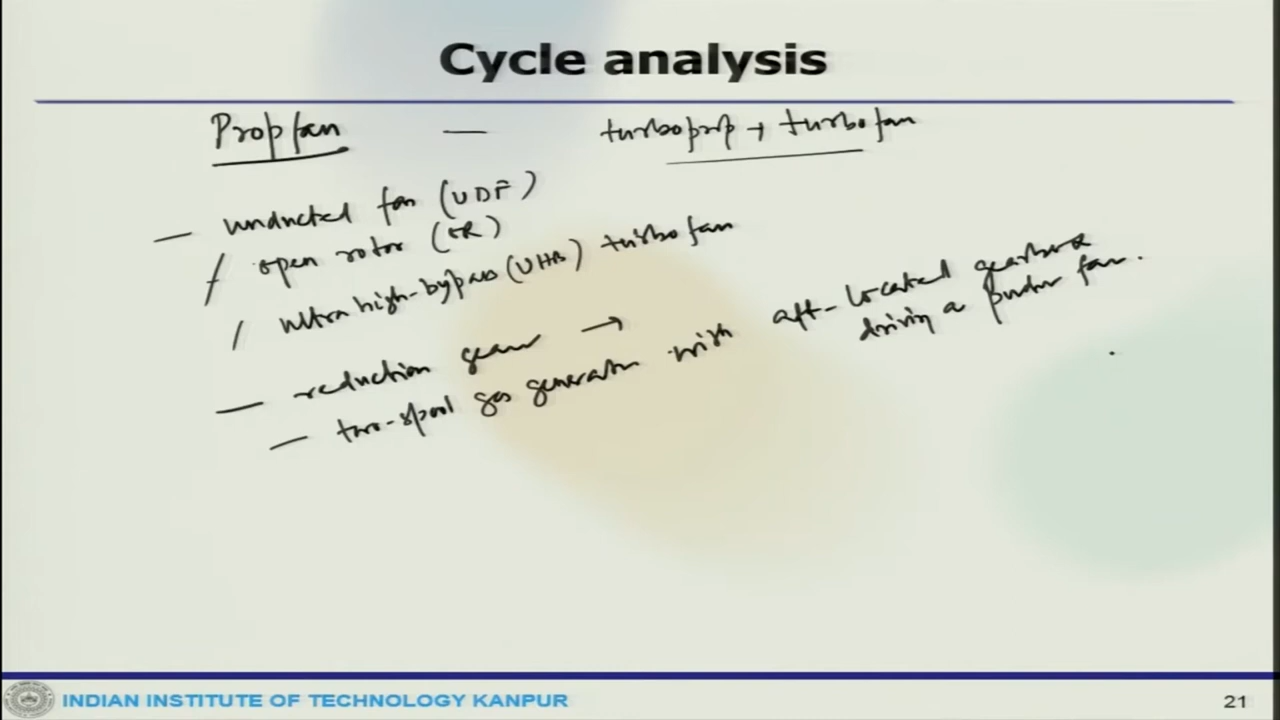 Cycle analysis
Propfan — turboprop + turbofan
— unducted fan (UDF)
/ open rotor (OR)
/ ultra high-bypass (UHB) turbofan
— reduction gear →
— two-spool gas generator with aft-located gearbox
driving a pusher fan.
INDIAN INSTITUTE OF TECHNOLOGY KANPUR
21